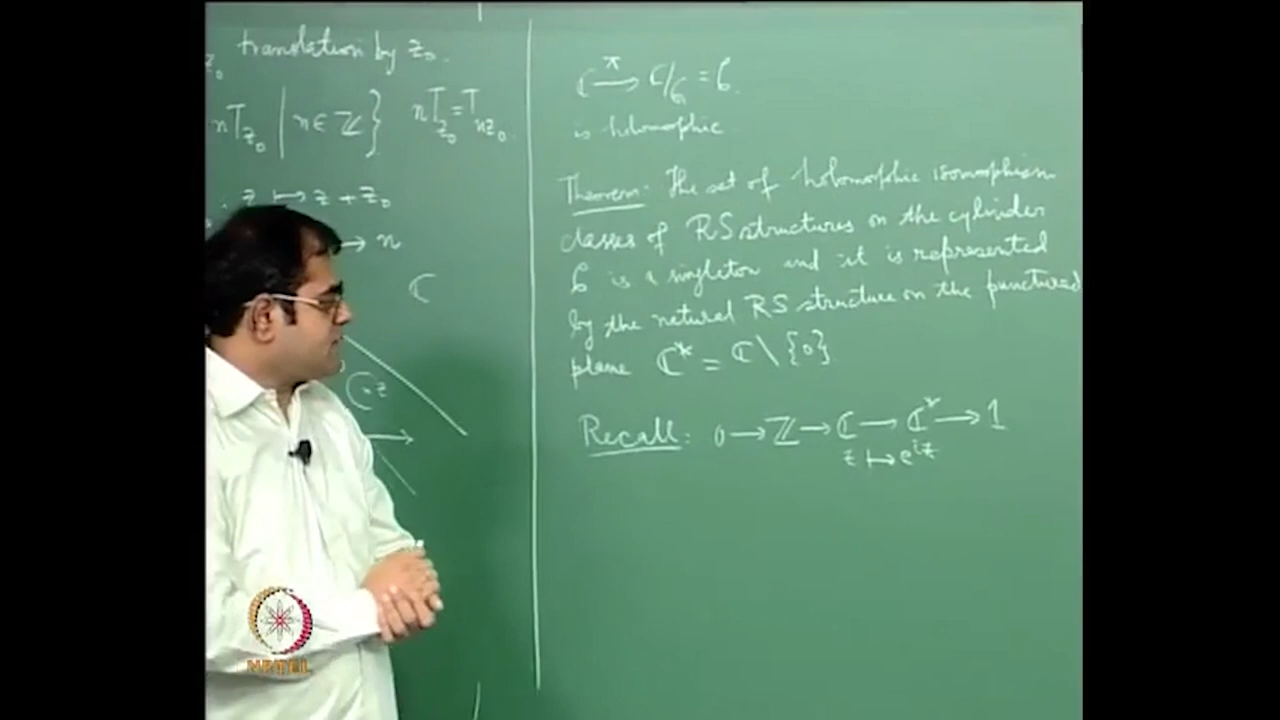 z₀ translation by z₀.
nT_{z₀} | n∈ℤ} nT_{z₀} = T_{nz₀}.
z ↦ z + z₀
→ n
ℂ
z
ℂ —π→ ℂ/G = 𝒞.
is holomorphic
Theorem: The set of holomorphic isomorphism
classes of RS structures on the cylinder
𝒞 is a singleton and it is represented
by the natural RS structure on the punctured
plane ℂ* = ℂ \ {0}
Recall: 0 → ℤ → ℂ → ℂ* → 1
z ↦ e^{iz}
NPTEL